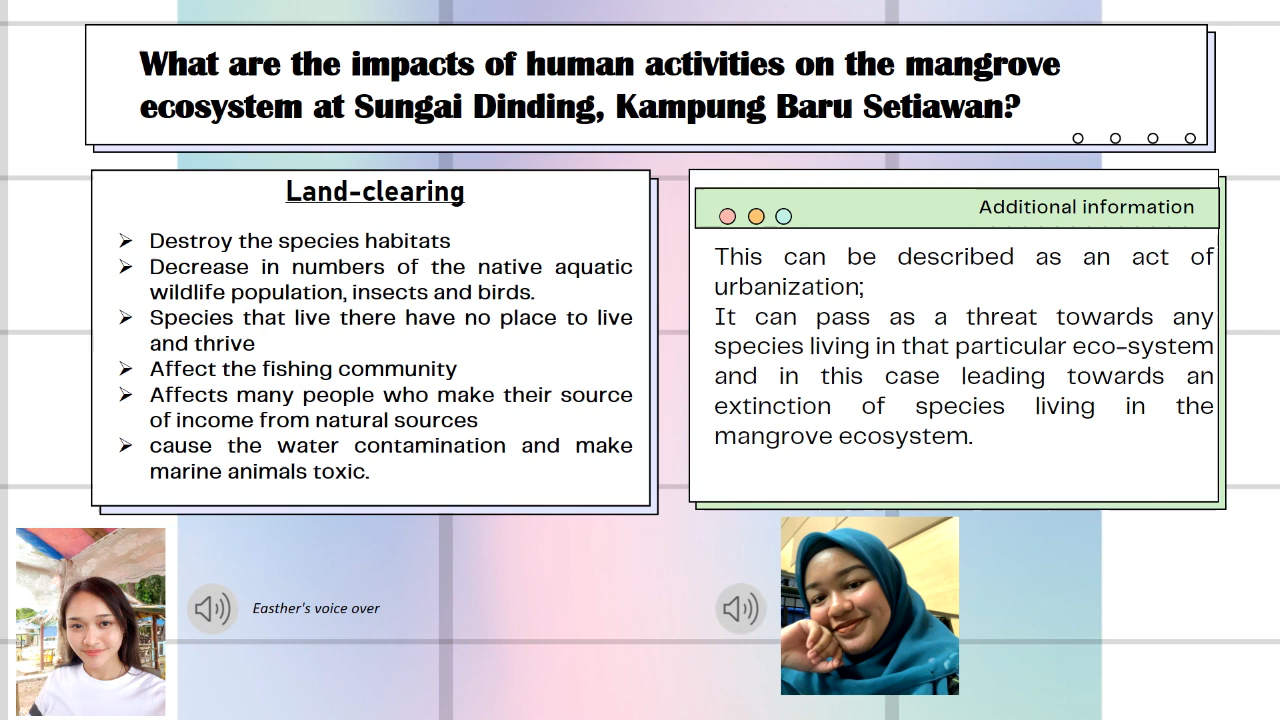 What are the impacts of human activities on the mangrove
ecosystem at Sungai Dinding, Kampung Baru Setiawan?
Land-clearing
Destroy the species habitats
Decrease in numbers of the native aquatic
wildlife population, insects and birds.
Species that live there have no place to live
and thrive
Affect the fishing community
Affects many people who make their source
of income from natural sources
cause the water contamination and make
marine animals toxic.
Additional information
This can be described as an act of
urbanization;
It can pass as a threat towards any
species living in that particular eco-system
and in this case leading towards an
extinction of species living in the
mangrove ecosystem.
Easther's voice over